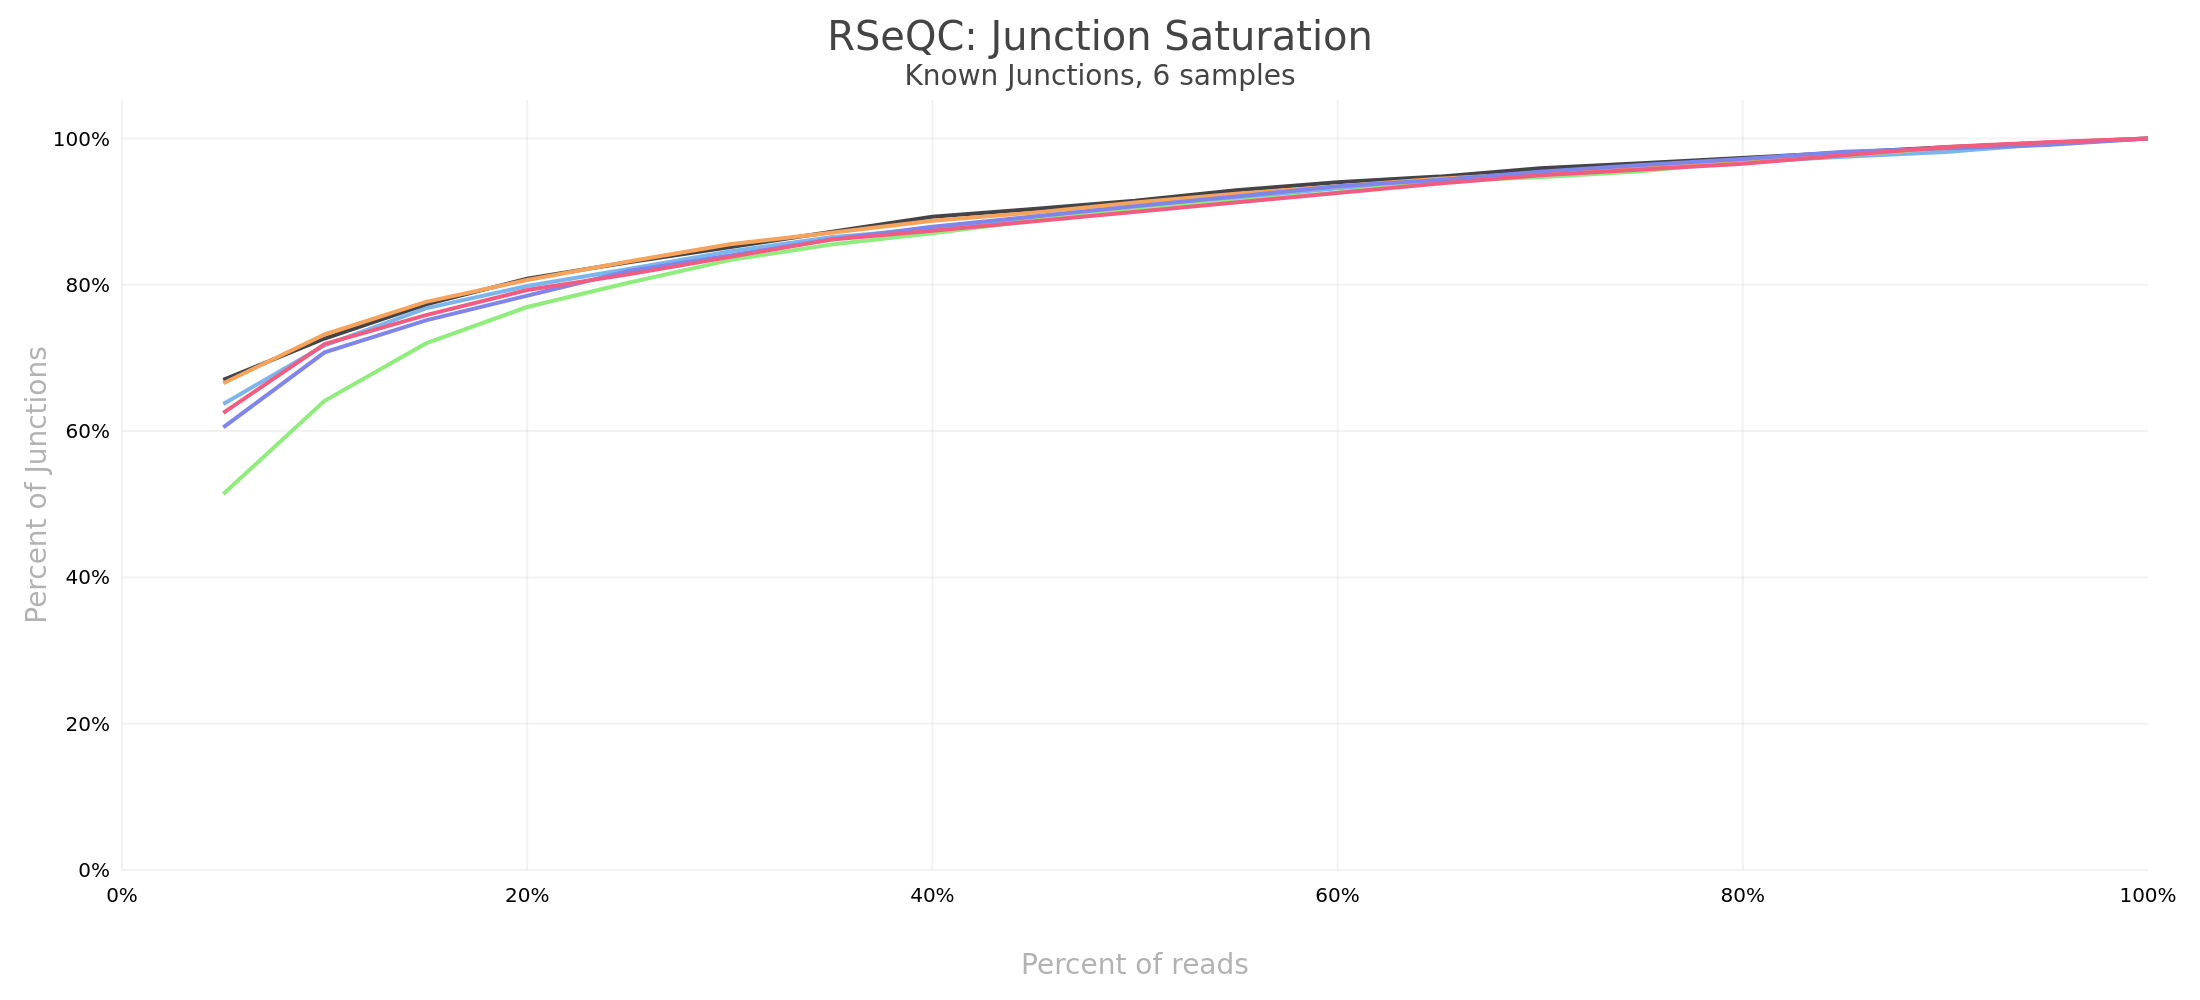 RSeQC: Junction Saturation
Known Junctions, 6 samples
Percent of Junctions
100%
80%
60%
40%
20%
0%
0% 20% 40% 60% 80% 100%
Percent of reads